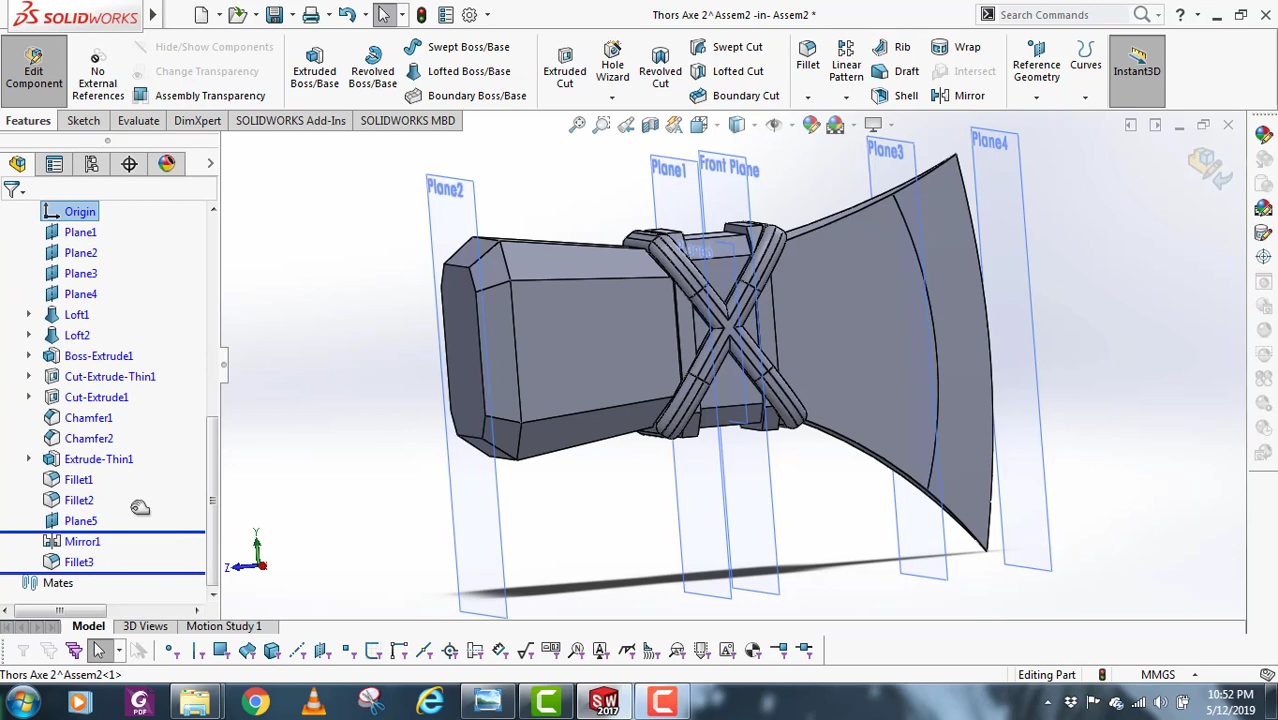 SOLIDWORKS
Thors Axe 2^Assem2 -in- Assem2 *
Search Commands
?
Edit Component
No External References
Hide/Show Components
Change Transparency
Assembly Transparency
Extruded Boss/Base
Revolved Boss/Base
Swept Boss/Base
Lofted Boss/Base
Boundary Boss/Base
Extruded Cut
Hole Wizard
Revolved Cut
Swept Cut
Lofted Cut
Boundary Cut
Fillet
Linear Pattern
Rib
Draft
Shell
Wrap
Intersect
Mirror
Reference Geometry
Curves
Instant3D
Features
Sketch
Evaluate
DimXpert
SOLIDWORKS Add-Ins
SOLIDWORKS MBD
Origin
Plane1
Plane2
Plane3
Plane4
Loft1
Loft2
Boss-Extrude1
Cut-Extrude-Thin1
Cut-Extrude1
Chamfer1
Chamfer2
Extrude-Thin1
Fillet1
Fillet2
Plane5
Mirror1
Fillet3
Mates
Plane2
Plane1
Front Plane
Plane3
Plane4
Y
Z
Model
3D Views
Motion Study 1
Thors Axe 2^Assem2<1>
Editing Part
MMGS
PDF
SW
2017
10:52 PM
5/12/2019